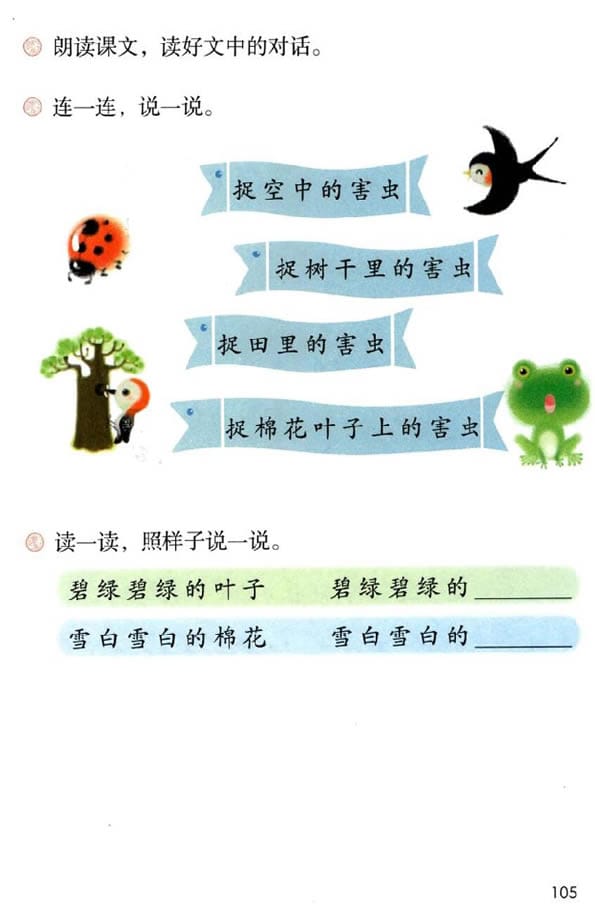 朗读课文，读好文中的对话。
连一连，说一说。
捉空中的害虫
捉树干里的害虫
捉田里的害虫
捉棉花叶子上的害虫
读一读，照样子说一说。
碧绿碧绿的叶子 碧绿碧绿的______
雪白雪白的棉花 雪白雪白的______
105